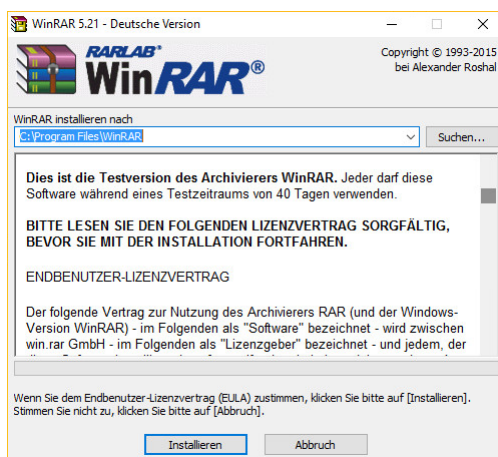 WinRAR 5.21 - Deutsche Version
RARLAB®
WinRAR®
Copyright © 1993-2015
bei Alexander Roshal
WinRAR installieren nach
C:\Program Files\WinRAR
Suchen...
Dies ist die Testversion des Archivierers WinRAR. Jeder darf diese
Software während eines Testzeitraums von 40 Tagen verwenden.
BITTE LESEN SIE DEN FOLGENDEN LIZENZVERTRAG SORGFÄLTIG,
BEVOR SIE MIT DER INSTALLATION FORTFAHREN.
ENDBENUTZER-LIZENZVERTRAG
Der folgende Vertrag zur Nutzung des Archivierers RAR (und der Windows-
Version WinRAR) - im Folgenden als "Software" bezeichnet - wird zwischen
win.rar GmbH - im Folgenden als "Lizenzgeber" bezeichnet - und jedem, der
Wenn Sie dem Endbenutzer-Lizenzvertrag (EULA) zustimmen, klicken Sie bitte auf [Installieren].
Stimmen Sie nicht zu, klicken Sie bitte auf [Abbruch].
Installieren
Abbruch